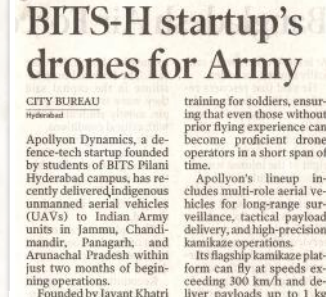 BITS-H startup's
drones for Army
CITY BUREAU
Hyderabad
Apollyon Dynamics, a de-
fence-tech startup founded
by students of BITS Pilani
Hyderabad campus, has re-
cently delivered indigenous
unmanned aerial vehicles
(UAVs) to Indian Army
units in Jammu, Chandi-
mandir, Panagarh, and
Arunachal Pradesh within
just two months of begin-
ning operations.
Founded by Jayant Khatri
training for soldiers, ensur-
ing that even those without
prior flying experience can
become proficient drone
operators in a short span of
time.
Apollyon's lineup in-
cludes multi-role aerial ve-
hicles for long-range sur-
veillance, tactical payload
delivery, and high-precision
kamikaze operations.
Its flagship kamikaze plat-
form can fly at speeds ex-
ceeding 300 km/h and de-
liver payloads up to 1 kg